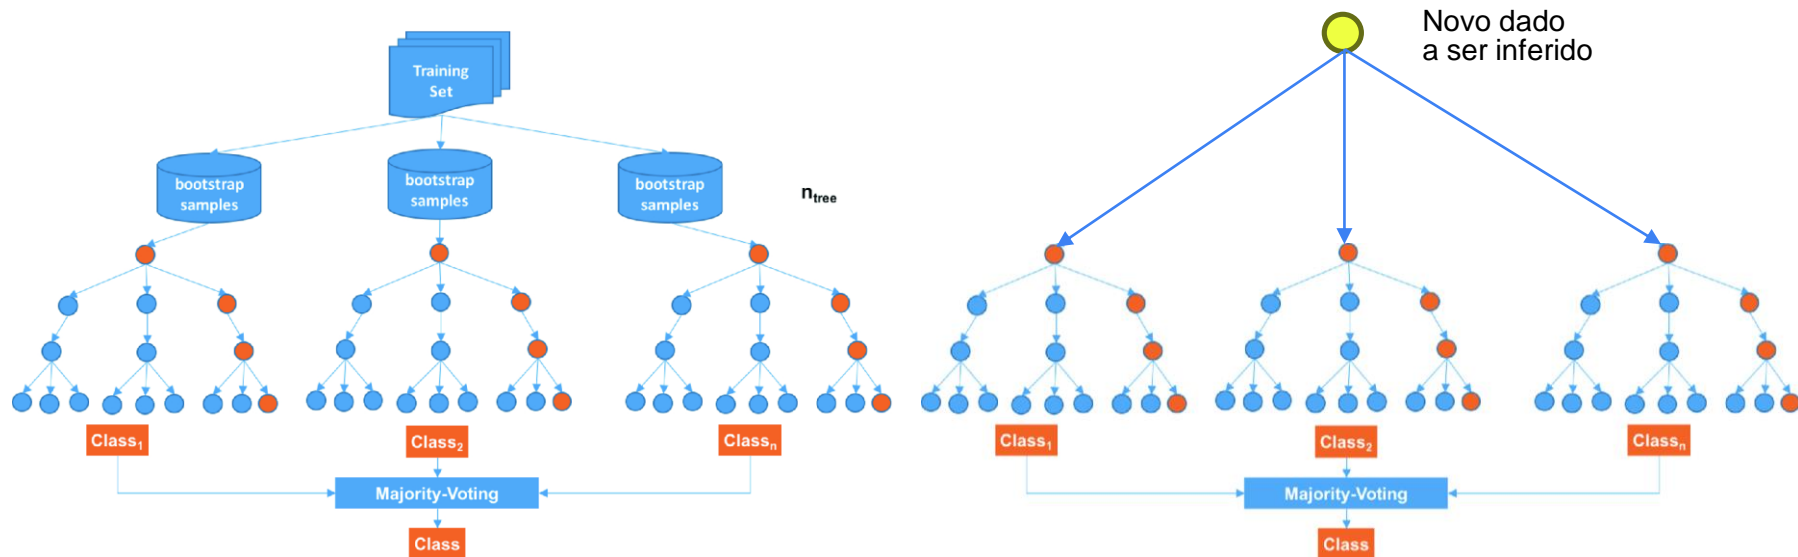 Training
Set
bootstrap
samples
bootstrap
samples
bootstrap
samples
n_tree
Class₁
Class₂
Classₙ
Majority-Voting
Class
Novo dado
a ser inferido
Class₁
Class₂
Classₙ
Majority-Voting
Class